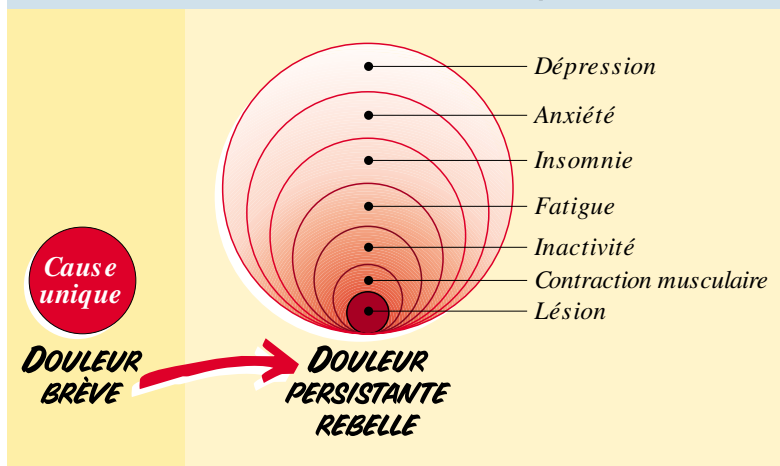 Dépression
Anxiété
Insomnie
Fatigue
Inactivité
Contraction musculaire
Lésion
Cause
unique
DOULEUR
BRÈVE
DOULEUR
PERSISTANTE
REBELLE